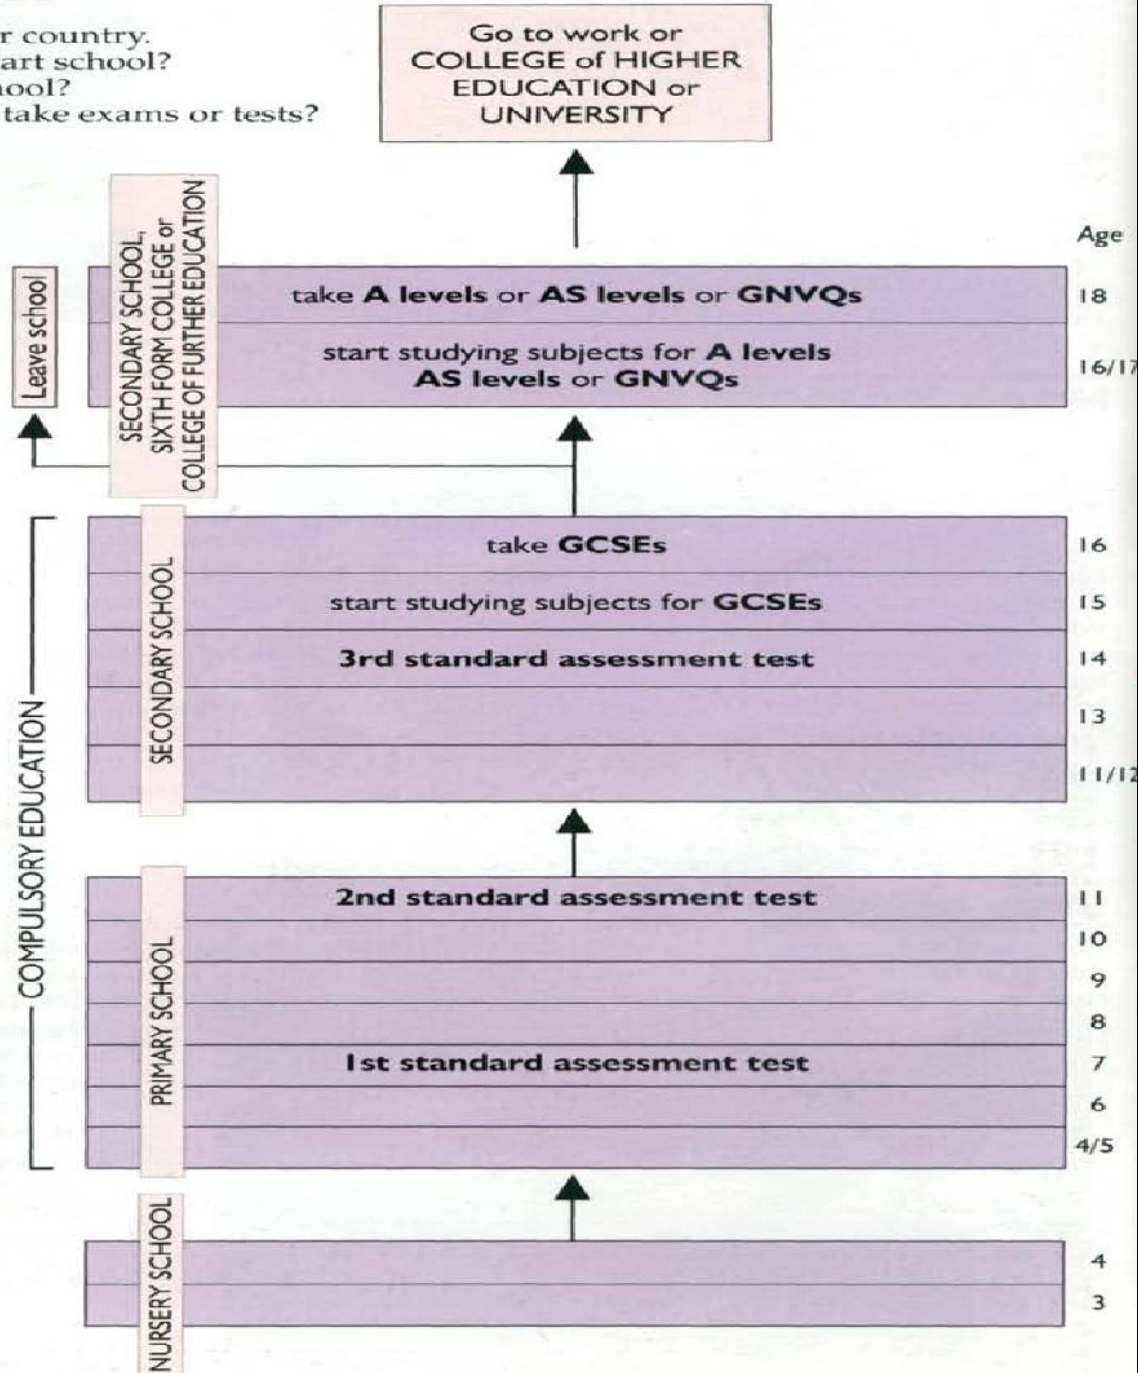 r country.
art school?
ool?
take exams or tests?
Go to work or
COLLEGE of HIGHER
EDUCATION or
UNIVERSITY
Age
Leave school
SECONDARY SCHOOL,
SIXTH FORM COLLEGE or
COLLEGE OF FURTHER EDUCATION
take A levels or AS levels or GNVQs
18
start studying subjects for A levels
AS levels or GNVQs
16/17
COMPULSORY EDUCATION
SECONDARY SCHOOL
take GCSEs
16
start studying subjects for GCSEs
15
3rd standard assessment test
14
13
11/12
PRIMARY SCHOOL
2nd standard assessment test
11
10
9
8
1st standard assessment test
7
6
4/5
NURSERY SCHOOL
4
3